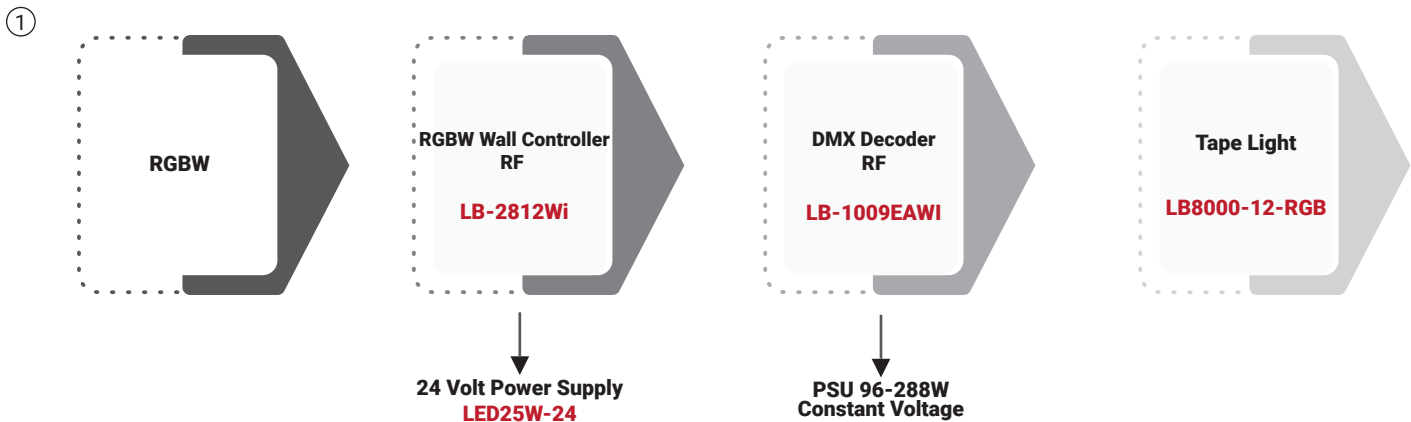 1
RGBW
RGBW Wall Controller
RF
LB-2812Wi
DMX Decoder
RF
LB-1009EAWI
Tape Light
LB8000-12-RGB
24 Volt Power Supply
LED25W-24
PSU 96-288W
Constant Voltage